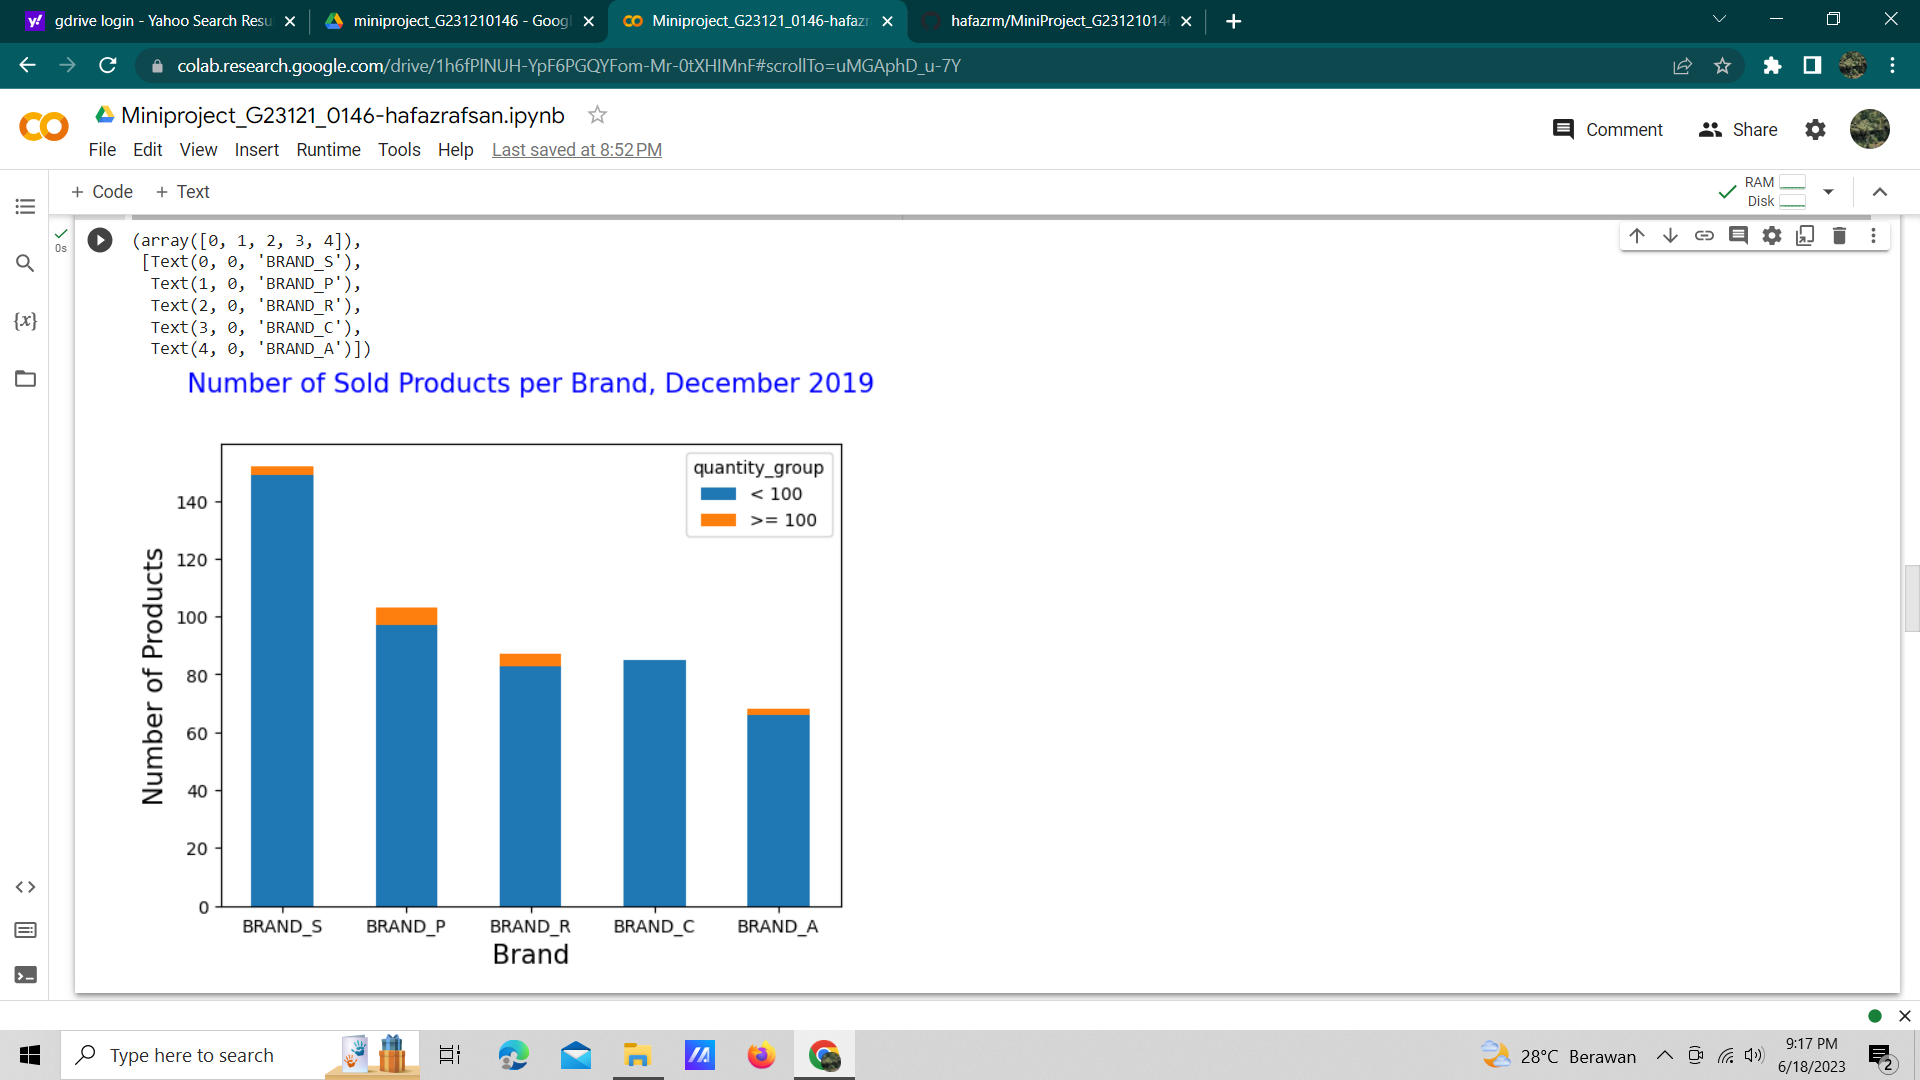 gdrive login - Yahoo Search Resu
miniproject_G231210146 - Googl
Miniproject_G23121_0146-hafazr
hafazrm/MiniProject_G23121014
colab.research.google.com/drive/1h6fPlNUH-YpF6PGQYFom-Mr-0tXHIMnF#scrollTo=uMGAphD_u-7Y
Miniproject_G23121_0146-hafazrafsan.ipynb
Comment
Share
File Edit View Insert Runtime Tools Help Last saved at 8:52 PM
+ Code + Text
RAM
Disk
0s
{x}
(array([0, 1, 2, 3, 4]),
[Text(0, 0, 'BRAND_S'),
Text(1, 0, 'BRAND_P'),
Text(2, 0, 'BRAND_R'),
Text(3, 0, 'BRAND_C'),
Text(4, 0, 'BRAND_A')])
Number of Sold Products per Brand, December 2019
quantity_group
< 100
>= 100
Number of Products
140
120
100
80
60
40
20
0
BRAND_S BRAND_P BRAND_R BRAND_C BRAND_A
Brand
Type here to search
28°C Berawan
9:17 PM
6/18/2023
2